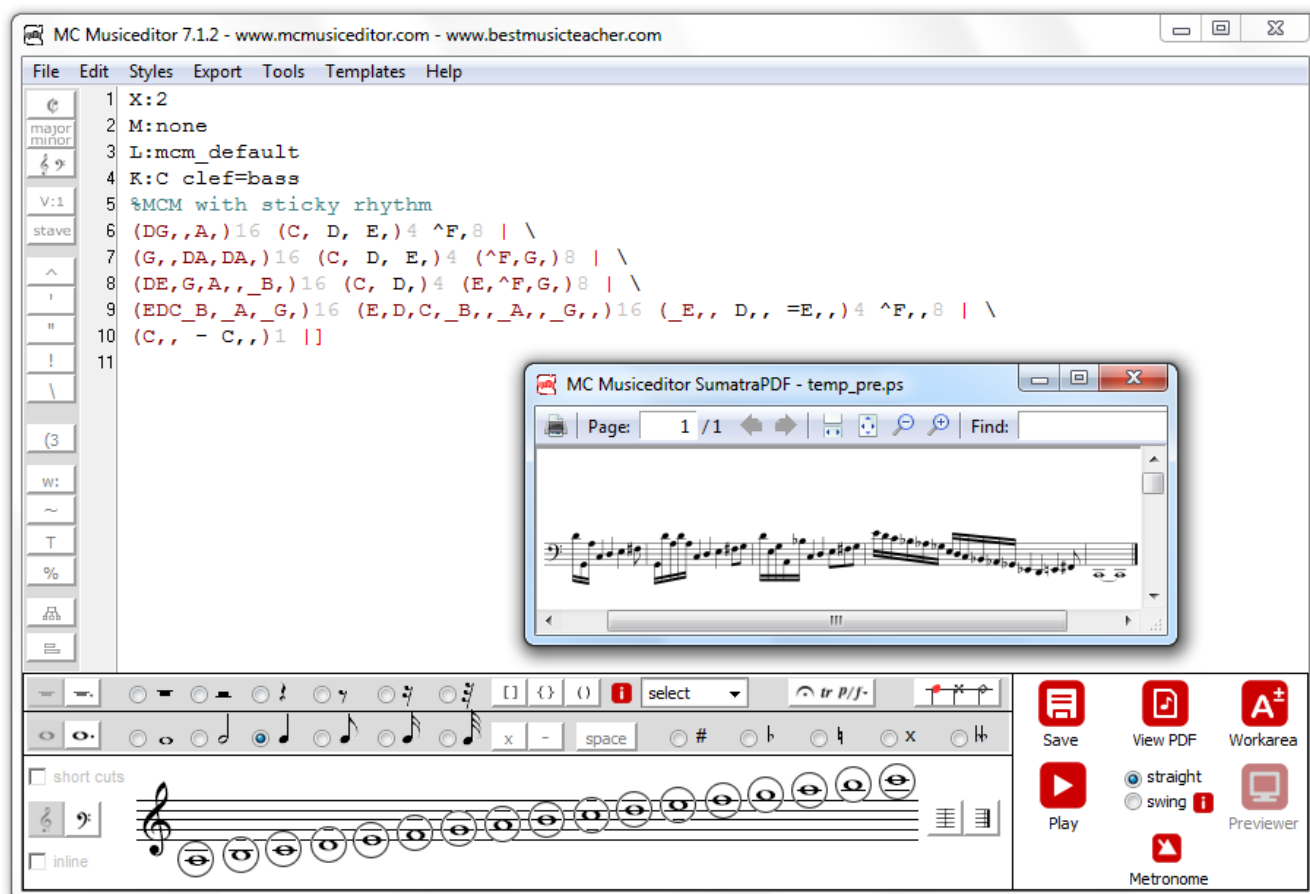 MC Musiceditor 7.1.2 - www.mcmusiceditor.com - www.bestmusicteacher.com
File Edit Styles Export Tools Templates Help
1 X:2
major minor
2 M:none
3 L:mcm_default
4 K:C clef=bass
V:1
5 %MCM with sticky rhythm
stave
6 (DG,,A,)16 (C, D, E,)4 ^F,8 | \
7 (G,,DA,DA,)16 (C, D, E,)4 (^F,G,)8 | \
^
8 (DE,G,A,,_B,)16 (C, D,)4 (E,^F,G,)8 | \
'
9 (EDC_B,_A,_G,)16 (E,D,C,_B,,_A,,_G,,)16 (_E,, D,, =E,,)4 ^F,,8 | \
"
10 (C,, - C,,)1 |]
!
11
\
(3
w:
~
T
%
MC Musiceditor SumatraPDF - temp_pre.ps
Page: 1 / 1 Find:
[] {} () i select tr p/f-
x - space # x
short cuts
inline
Save View PDF Workarea
straight
swing i
Play Previewer
Metronome